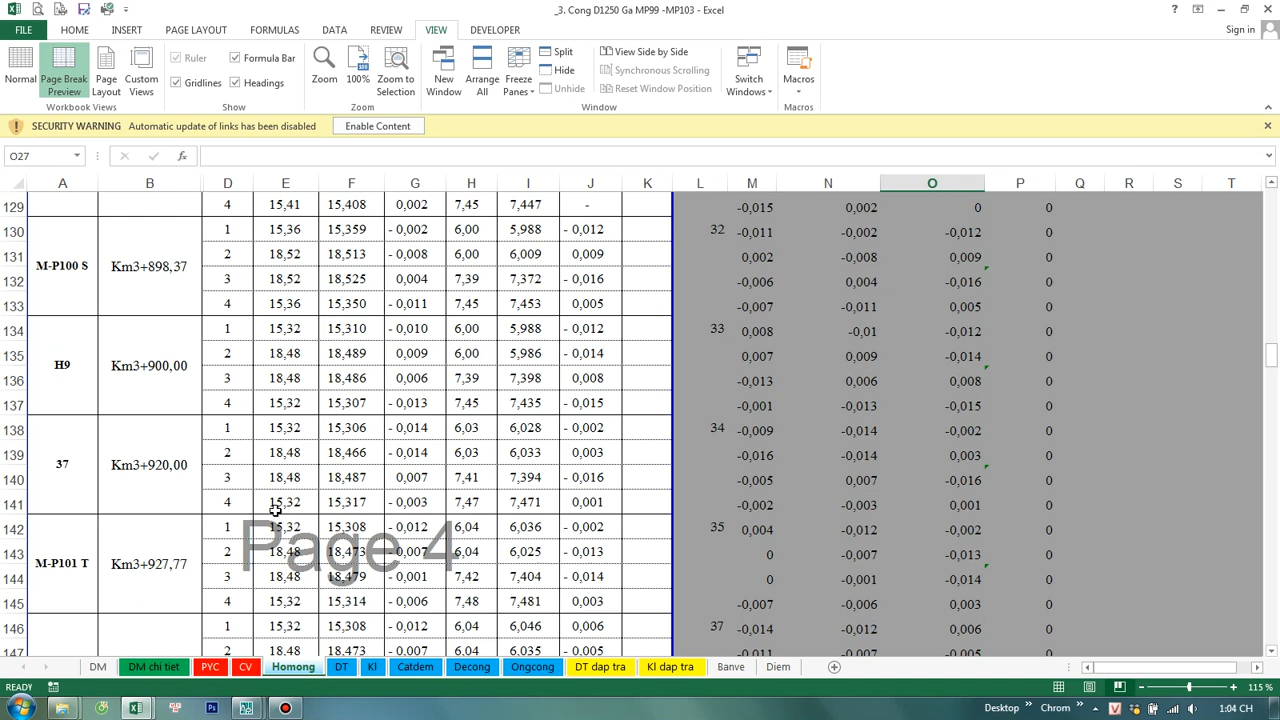 _3. Cong D1250 Ga MP99 -MP103 - Excel
FILE HOME INSERT PAGE LAYOUT FORMULAS DATA REVIEW VIEW DEVELOPER Sign in
Normal Page Break Preview Page Layout Custom Views Ruler Formula Bar Gridlines Headings Zoom 100% Zoom to Selection New Window Arrange All Freeze Panes Split Hide Unhide View Side by Side Synchronous Scrolling Reset Window Position Switch Windows Macros
Workbook Views Show Zoom Window Macros
SECURITY WARNING Automatic update of links has been disabled Enable Content
O27 fx
A B D E F G H I J K L M N O P Q R S T
129 4 15,41 15,408 0,002 7,45 7,447 - -0,015 0,002 0 0
130 1 15,36 15,359 - 0,002 6,00 5,988 - 0,012 32 -0,011 -0,002 -0,012 0
131 M-P100 S Km3+898,37 2 18,52 18,513 - 0,008 6,00 6,009 0,009 0,002 -0,008 0,009 0
132 3 18,52 18,525 0,004 7,39 7,372 - 0,016 -0,006 0,004 -0,016 0
133 4 15,36 15,350 - 0,011 7,45 7,453 0,005 -0,007 -0,011 0,005 0
134 1 15,32 15,310 - 0,010 6,00 5,988 - 0,012 33 0,008 -0,01 -0,012 0
135 H9 Km3+900,00 2 18,48 18,489 0,009 6,00 5,986 - 0,014 0,007 0,009 -0,014 0
136 3 18,48 18,486 0,006 7,39 7,398 0,008 -0,013 0,006 0,008 0
137 4 15,32 15,307 - 0,013 7,45 7,435 - 0,015 -0,001 -0,013 -0,015 0
138 1 15,32 15,306 - 0,014 6,03 6,028 - 0,002 34 -0,009 -0,014 -0,002 0
139 37 Km3+920,00 2 18,48 18,466 - 0,014 6,03 6,033 0,003 -0,016 -0,014 0,003 0
140 3 18,48 18,487 0,007 7,41 7,394 - 0,016 -0,005 0,007 -0,016 0
141 4 15,32 15,317 - 0,003 7,47 7,471 0,001 -0,002 -0,003 0,001 0
142 1 15,32 15,308 - 0,012 6,04 6,036 - 0,002 35 0,004 -0,012 -0,002 0
Page 4
143 M-P101 T Km3+927,77 2 18,48 18,473 - 0,007 6,04 6,025 - 0,013 0 -0,007 -0,013 0
144 3 18,48 18,479 - 0,001 7,42 7,404 - 0,014 0 -0,001 -0,014 0
145 4 15,32 15,314 - 0,006 7,48 7,481 0,003 -0,007 -0,006 0,003 0
146 1 15,32 15,308 - 0,012 6,04 6,046 0,006 37 -0,014 -0,012 0,006 0
147 2 18,48 18,473 - 0,007 6,04 6,035 - 0,005 -0,011 -0,007 -0,005 0
DM DM chi tiet PYC CV Homong DT Kl Catdem Decong Ongcong DT dap tra Kl dap tra Banve Diem
READY 115 %
Desktop » Chrom » 1:04 CH